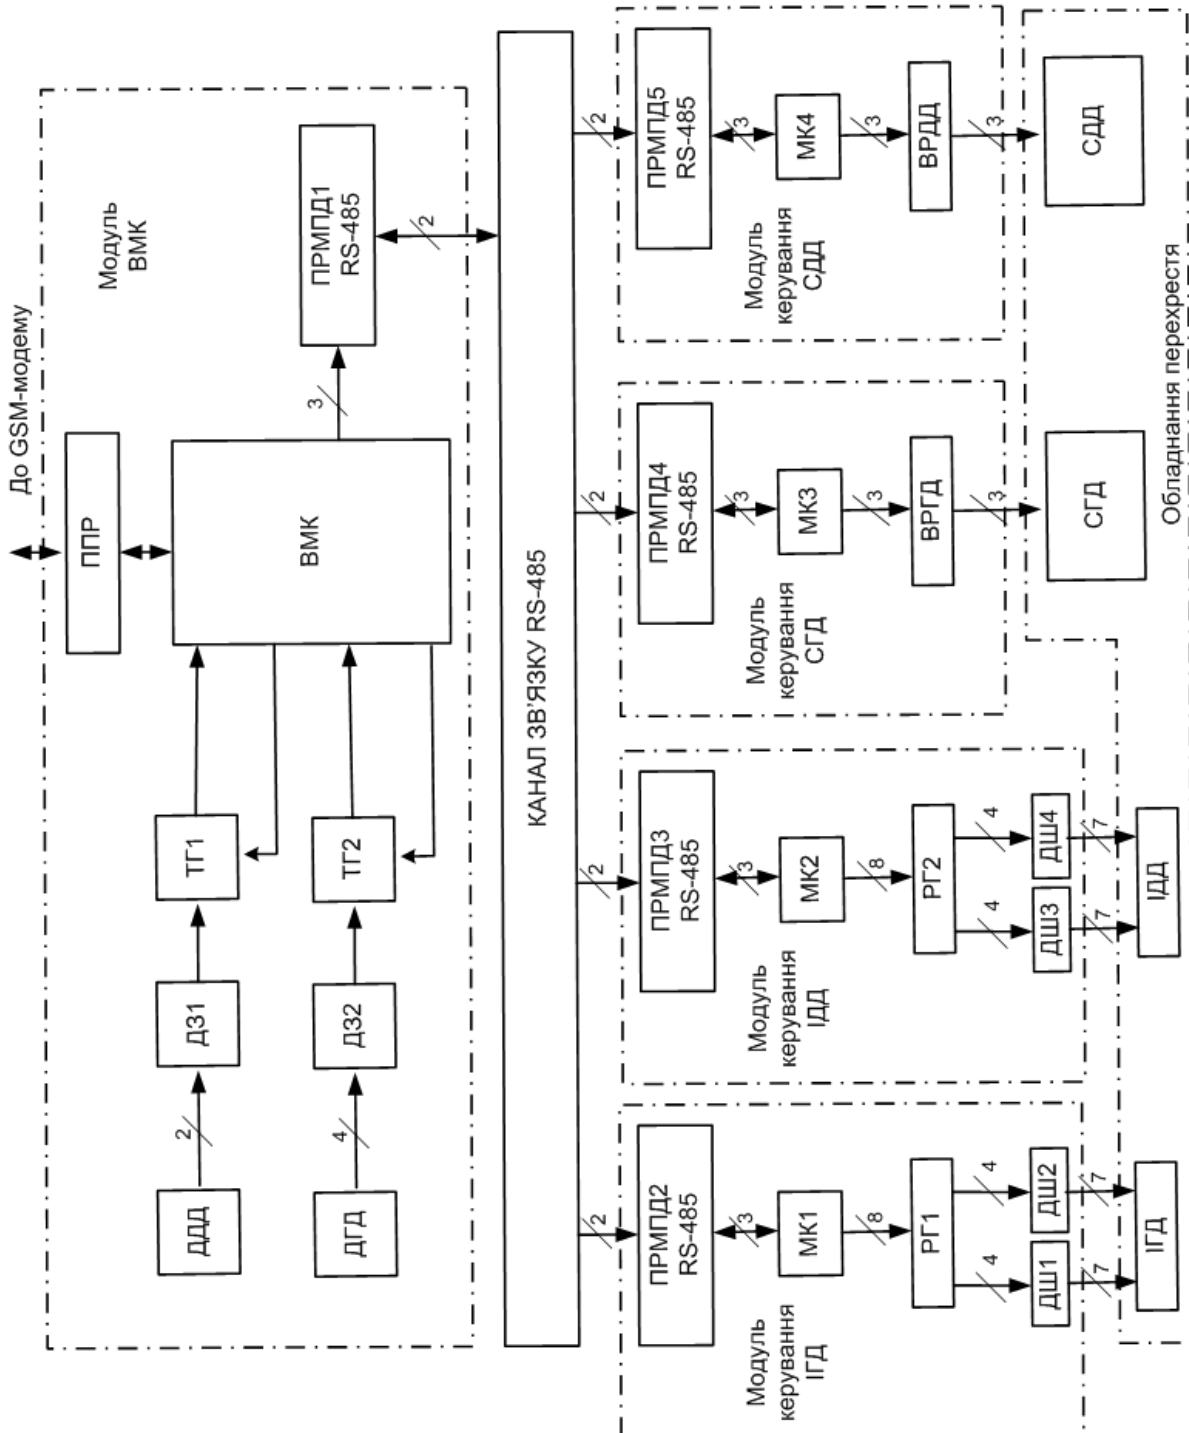 До GSM-модему
Модуль
ВМК
ППР
ВМК
ПРМПД1
RS-485
3
2
ТГ1
ТГ2
ДЗ1
ДЗ2
2
4
ДДД
ДГД
КАНАЛ ЗВ'ЯЗКУ RS-485
2
2
2
2
ПРМПД2
RS-485
3
МК1
8
РГ1
4
4
ДШ1
ДШ2
7
7
ІГД
Модуль
керування
ІГД
ПРМПД3
RS-485
3
МК2
8
РГ2
4
4
ДШ3
ДШ4
7
7
ІДД
Модуль
керування
ІДД
ПРМПД4
RS-485
3
МК3
3
ВРГД
3
СГД
Модуль
керування
СГД
ПРМПД5
RS-485
3
МК4
3
ВРДД
3
СДД
Модуль
керування
СДД
Обладнання перехрестя